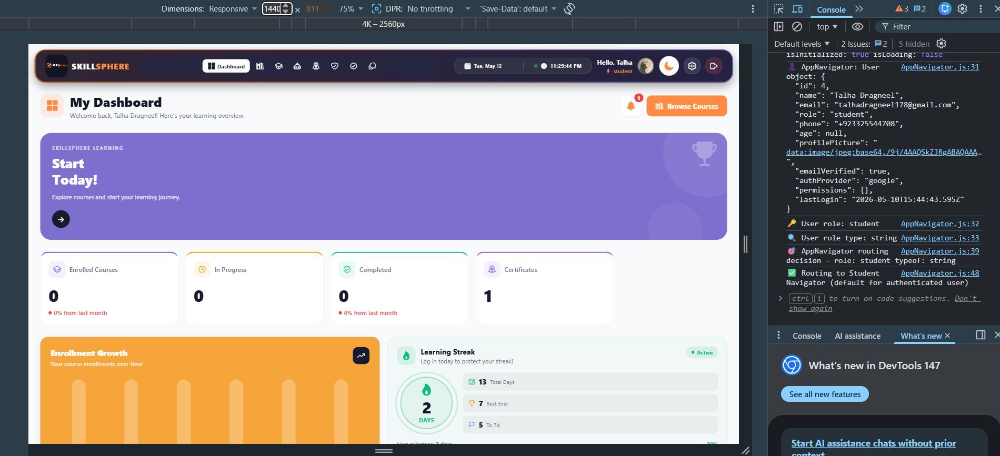 Dimensions: Responsive 1440 × 811 75% DPR: No throttling 'Save-Data': default
4K – 2560px
SKILLSPHERE
Dashboard
Tue, May 12
11:29:44 PM
Hello, Talha
student
My Dashboard
Welcome back, Talha Dragneel! Here's your learning overview.
1
Browse Courses
SKILLSPHERE LEARNING
Start
Today!
Explore courses and start your learning journey.
Enrolled Courses
0
0% from last month
In Progress
0
Completed
0
0% from last month
Certificates
1
Enrollment Growth
Your course enrollments over time
Learning Streak
Log in today to protect your streak!
Active
2
DAYS
13 Total Days
7 Best Ever
5 To 7d
Console
3
2
top
Filter
Default levels
2 Issues: 2
5 hidden
isInitialized: true isLoading: false
AppNavigator: User AppNavigator.js:31
object: {
"id": 4,
"name": "Talha Dragneel",
"email": "talhadragneel178@gmail.com",
"role": "student",
"phone": "+923325544708",
"age": null,
"profilePicture": "
data:image/jpeg;base64,/9j/4AAQSkZJRgABAQAAA…
",
"emailVerified": true,
"authProvider": "google",
"permissions": {},
"lastLogin": "2026-05-10T15:44:43.595Z"
}
User role: student AppNavigator.js:32
User role type: string AppNavigator.js:33
AppNavigator routing AppNavigator.js:39
decision - role: student typeof: string
Routing to Student AppNavigator.js:48
Navigator (default for authenticated user)
ctrl i to turn on code suggestions. Don't
show again
Console AI assistance What's new
What's new in DevTools 147
See all new features
Start AI assistance chats without prior
context